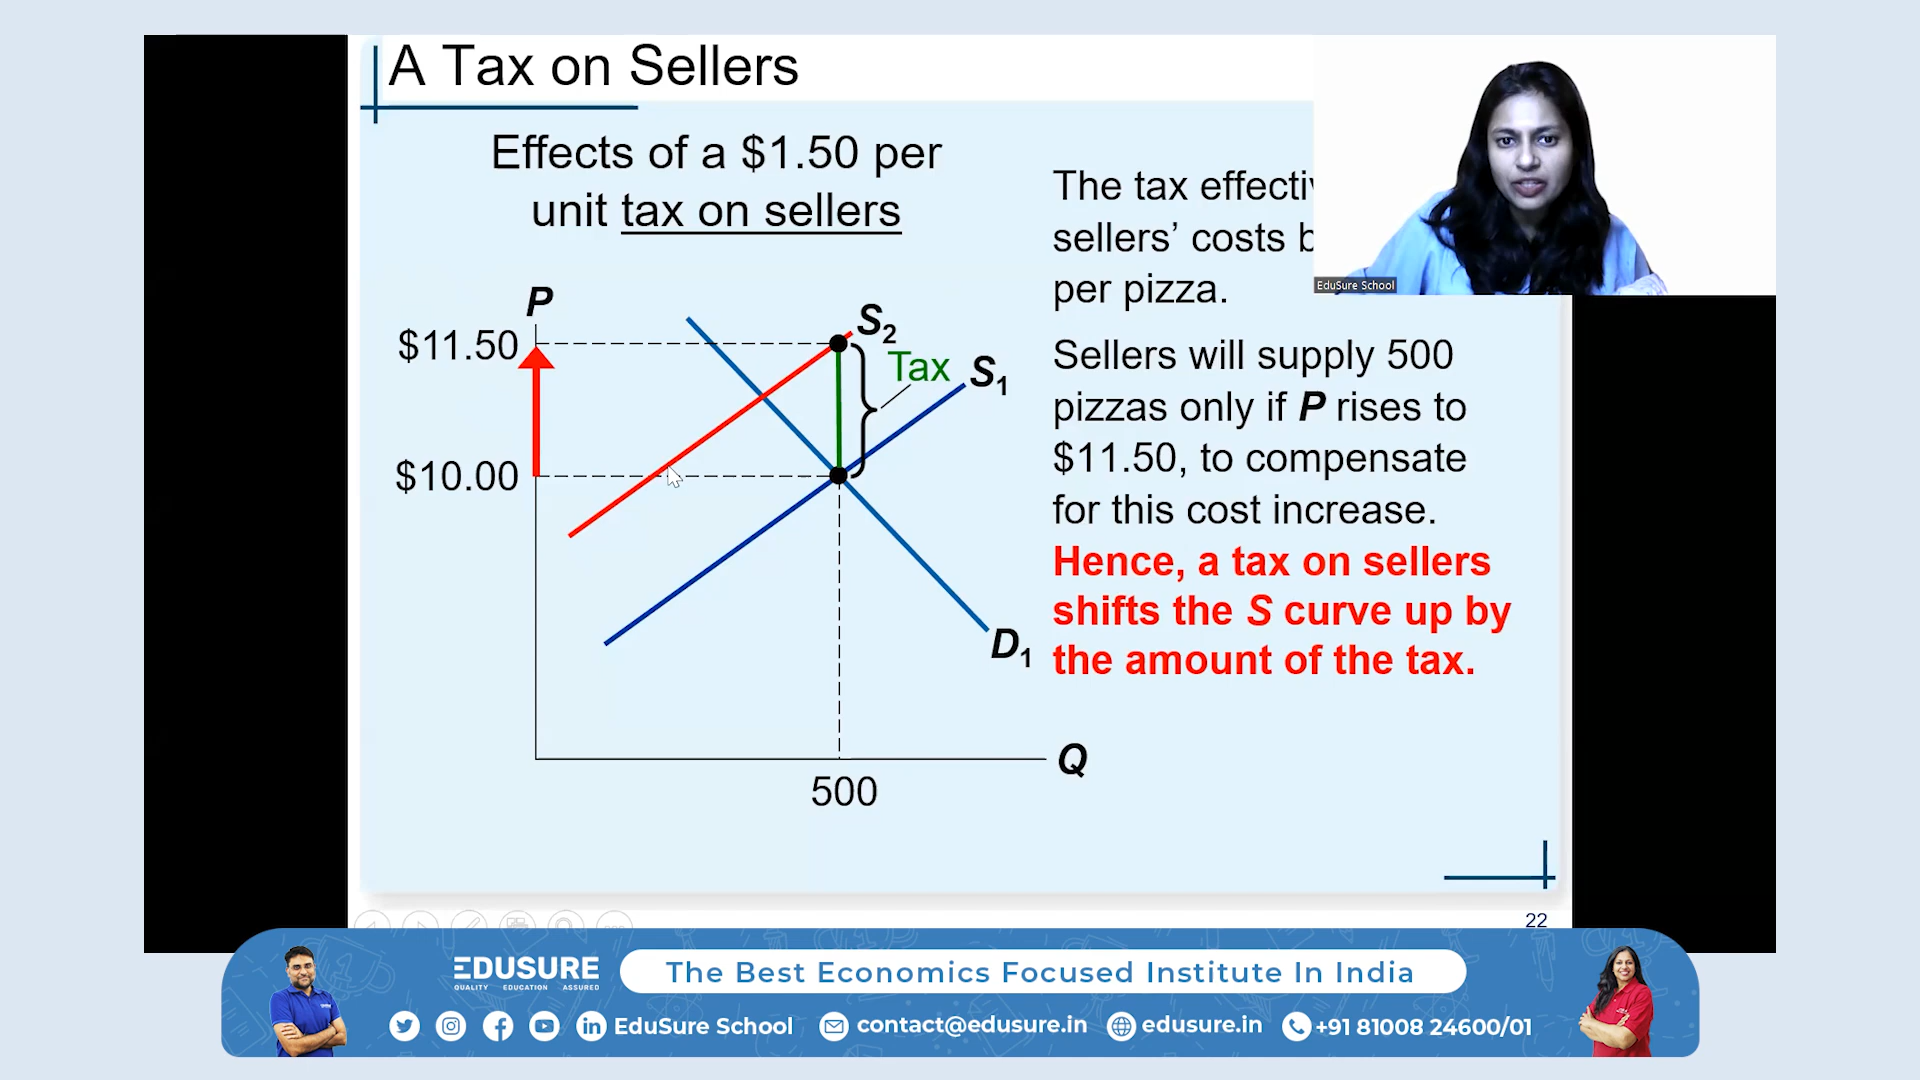 A Tax on Sellers
Effects of a $1.50 per
unit tax on sellers
The tax
sellers’ costs
per pizza.
Sellers will supply 500
pizzas only if P rises to
$11.50, to compensate
for this cost increase.
Hence, a tax on sellers
shifts the S curve up by
the amount of the tax.
EduSure School
P
$11.50
$10.00
S2
Tax
S1
D1
Q
500
22
EDUSURE
QUALITY EDUCATION ASSURED
The Best Economics Focused Institute In India
EduSure School
contact@edusure.in
edusure.in
+91 81008 24600/01